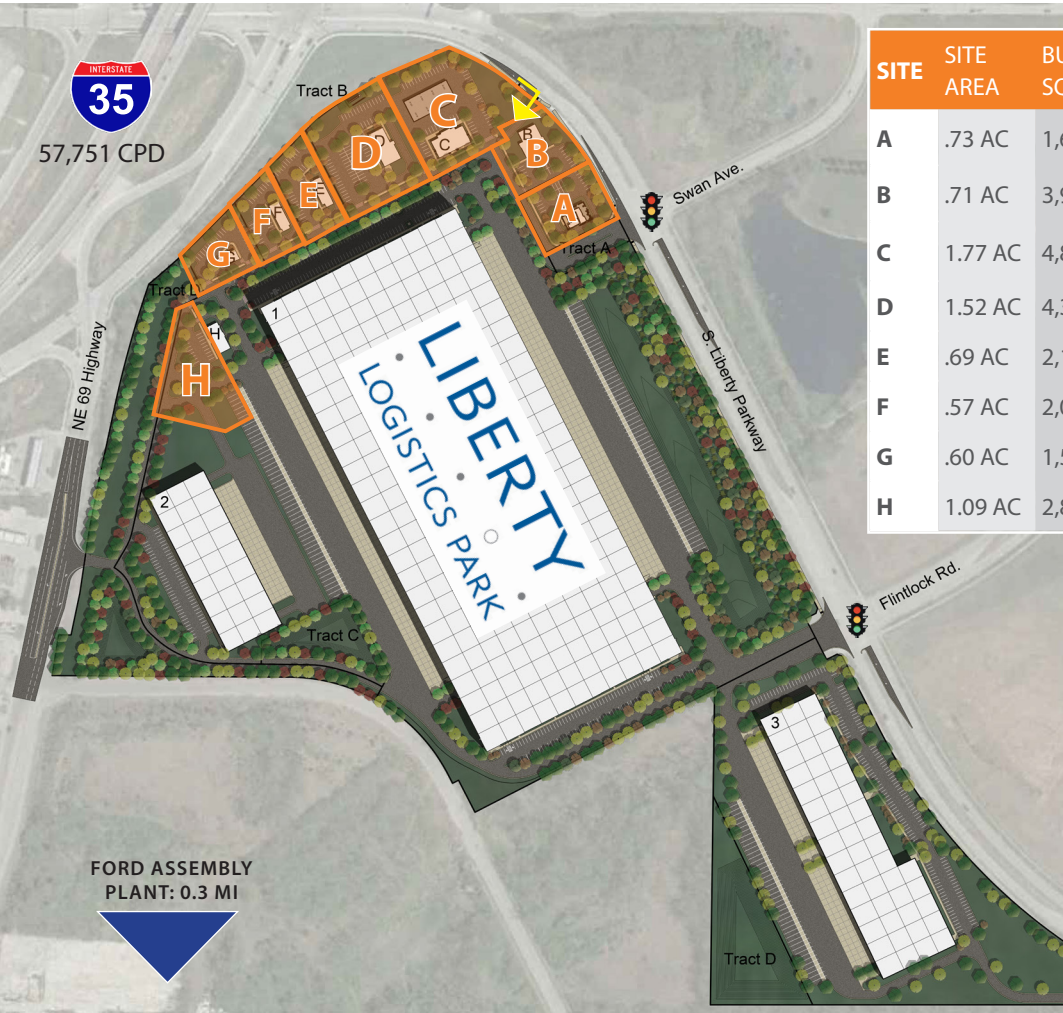 INTERSTATE
35
57,751 CPD
Tract B
C
C
D
D
B
B
E
E
A
F
F
G
Tract A
Swan Ave.
H
H
1
NE 69 Highway
LIBERTY
LOGISTICS PARK
S. Liberty Parkway
2
Tract C
Flintlock Rd.
3
Tract D
FORD ASSEMBLY
PLANT: 0.3 MI
SITE SITE AREA
A .73 AC
B .71 AC
C 1.77 AC
D 1.52 AC
E .69 AC
F .57 AC
G .60 AC
H 1.09 AC